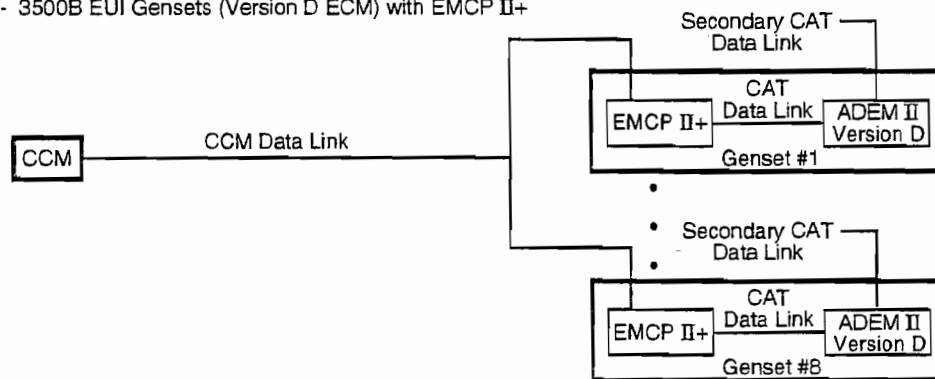 - 3500B EUI Gensets (Version D ECM) with EMCP II+
Secondary CAT
Data Link
CAT
Data Link
EMCP II+
ADEM II
Version D
Genset #1
CCM
CCM Data Link
Secondary CAT
Data Link
CAT
Data Link
EMCP II+
ADEM II
Version D
Genset #8